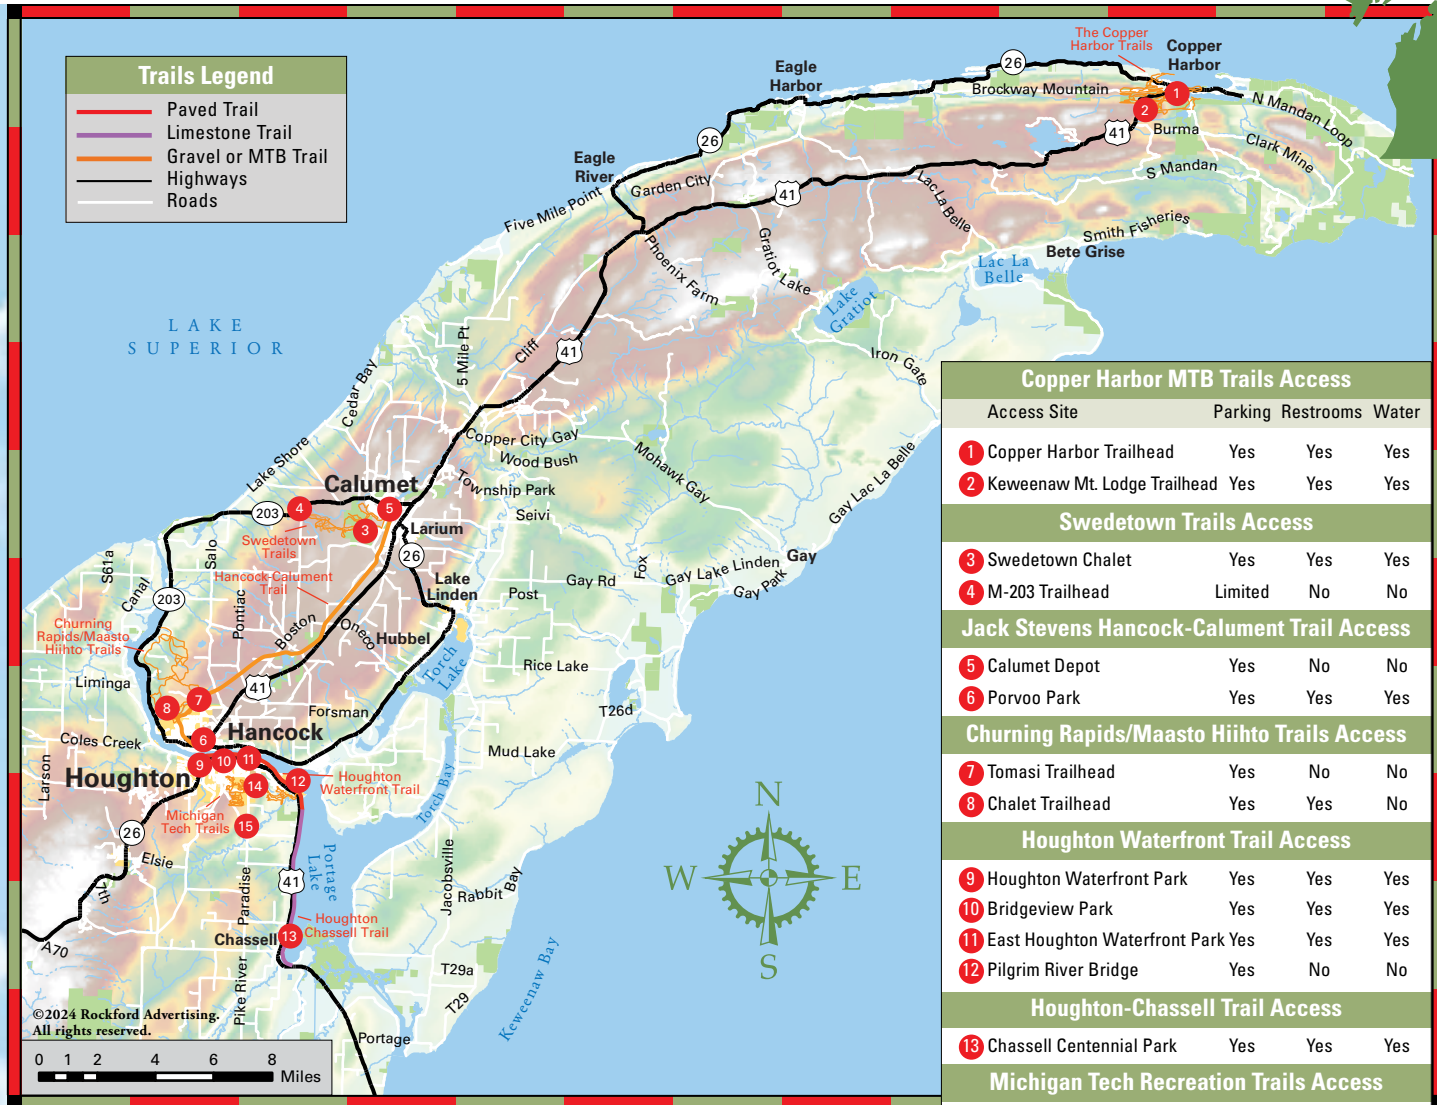 Trails Legend
Paved Trail
Limestone Trail
Gravel or MTB Trail
Highways
Roads
The Copper
Harbor Trails
Copper
Harbor
26
Eagle
Harbor
Brockway Mountain
1
2
N Mandan Loop
41
Burma
Clark Mine
26
Eagle
River
Garden City
S Mandan
41
Lac La Belle
Five Mile Point
Smith Fisheries
Phoenix Farm
Gratiot Lake
Bete Grise
Lac La
Belle
Lake
Gratiot
LAKE
SUPERIOR
5 Mile Pt
Cliff
41
Iron Gate
Cedar Bay
Copper City Gay
Wood Bush
Mohawk Gay
Gay Lac La Belle
Lake Shore
Calumet
Township Park
203
4
5
3
Seivi
Larium
Swedetown
Trails
26
Salo
S61a
Canal
Hancock-Calument
Trail
Lake
Linden
Gay
Fox
Gay Lake Linden
Gay Rd
Gay Park
Post
203
Pontiac
Boston
Oneco
Hubbel
Churning
Rapids/Maasto
Hiihto Trails
Torch
Lake
Rice Lake
Liminga
41
7
8
Forsman
T26d
6
Hancock
Coles Creek
Mud Lake
9
10
11
Houghton
12
14
Houghton
Waterfront Trail
Larson
Torch Bay
Michigan
Tech Trails
15
26
Elsie
7th
Portage
Lake
41
Paradise
Jacobsville
Rabbit Bay
Houghton
Chassell Trail
Chassell
13
A70
T29a
T29
Keweenaw Bay
Pike River
Portage
N
W
E
S
©2024 Rockford Advertising.
All rights reserved.
0 1 2 4 6 8
Miles
Copper Harbor MTB Trails Access
Access Site Parking Restrooms Water
1 Copper Harbor Trailhead Yes Yes Yes
2 Keweenaw Mt. Lodge Trailhead Yes Yes Yes
Swedetown Trails Access
3 Swedetown Chalet Yes Yes Yes
4 M-203 Trailhead Limited No No
Jack Stevens Hancock-Calument Trail Access
5 Calumet Depot Yes No No
6 Porvoo Park Yes Yes Yes
Churning Rapids/Maasto Hiihto Trails Access
7 Tomasi Trailhead Yes No No
8 Chalet Trailhead Yes Yes No
Houghton Waterfront Trail Access
9 Houghton Waterfront Park Yes Yes Yes
10 Bridgeview Park Yes Yes Yes
11 East Houghton Waterfront Park Yes Yes Yes
12 Pilgrim River Bridge Yes No No
Houghton-Chassell Trail Access
13 Chassell Centennial Park Yes Yes Yes
Michigan Tech Recreation Trails Access